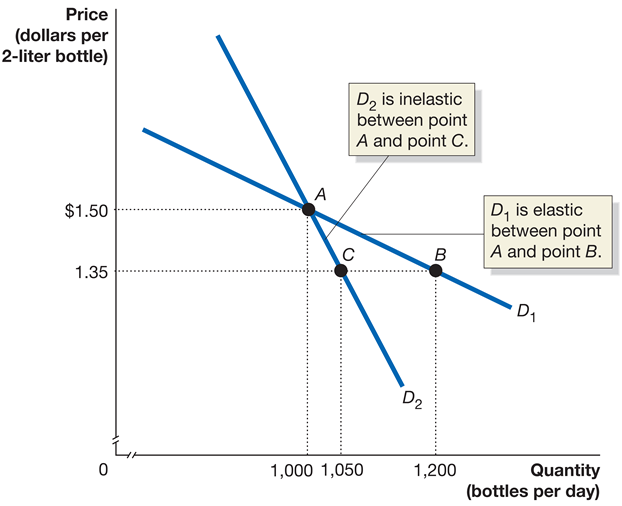 Price
(dollars per
2-liter bottle)
D2 is inelastic
between point
A and point C.
A
$1.50
D1 is elastic
between point
A and point B.
C
B
1.35
D1
D2
0
1,000
1,050
1,200
Quantity
(bottles per day)